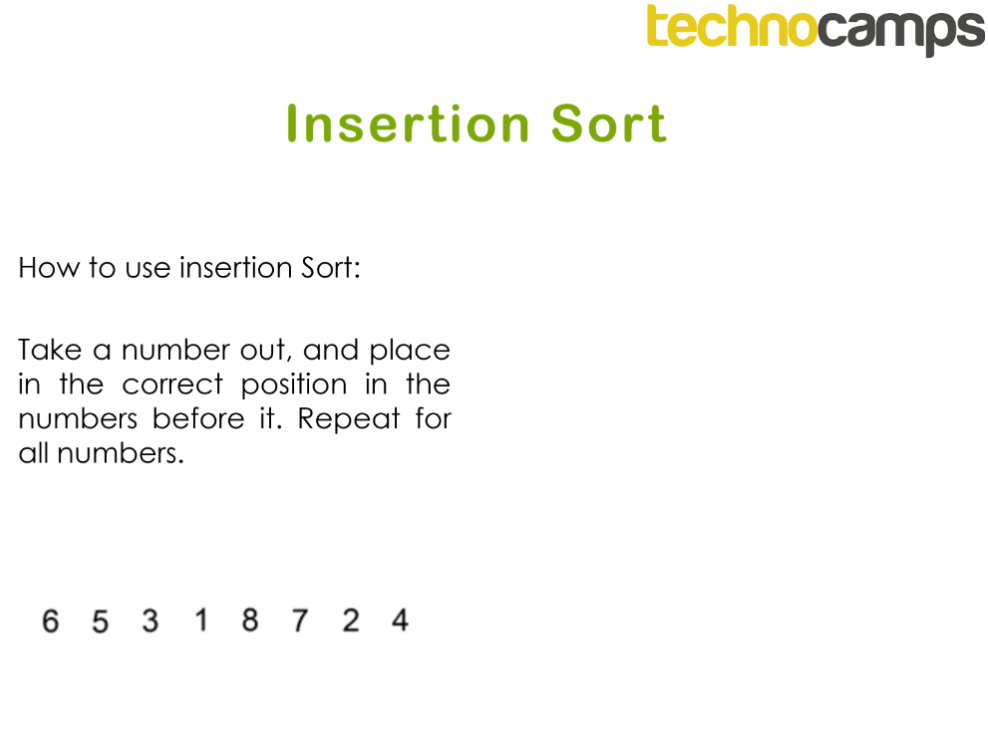 technocamps
Insertion Sort
How to use insertion Sort:
Take a number out, and place
in the correct position in the
numbers before it. Repeat for
all numbers.
6 5 3 1 8 7 2 4